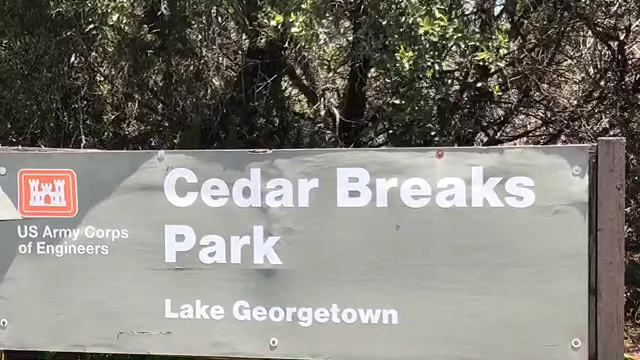 US Army Corps
of Engineers
Cedar Breaks
Park
Lake Georgetown